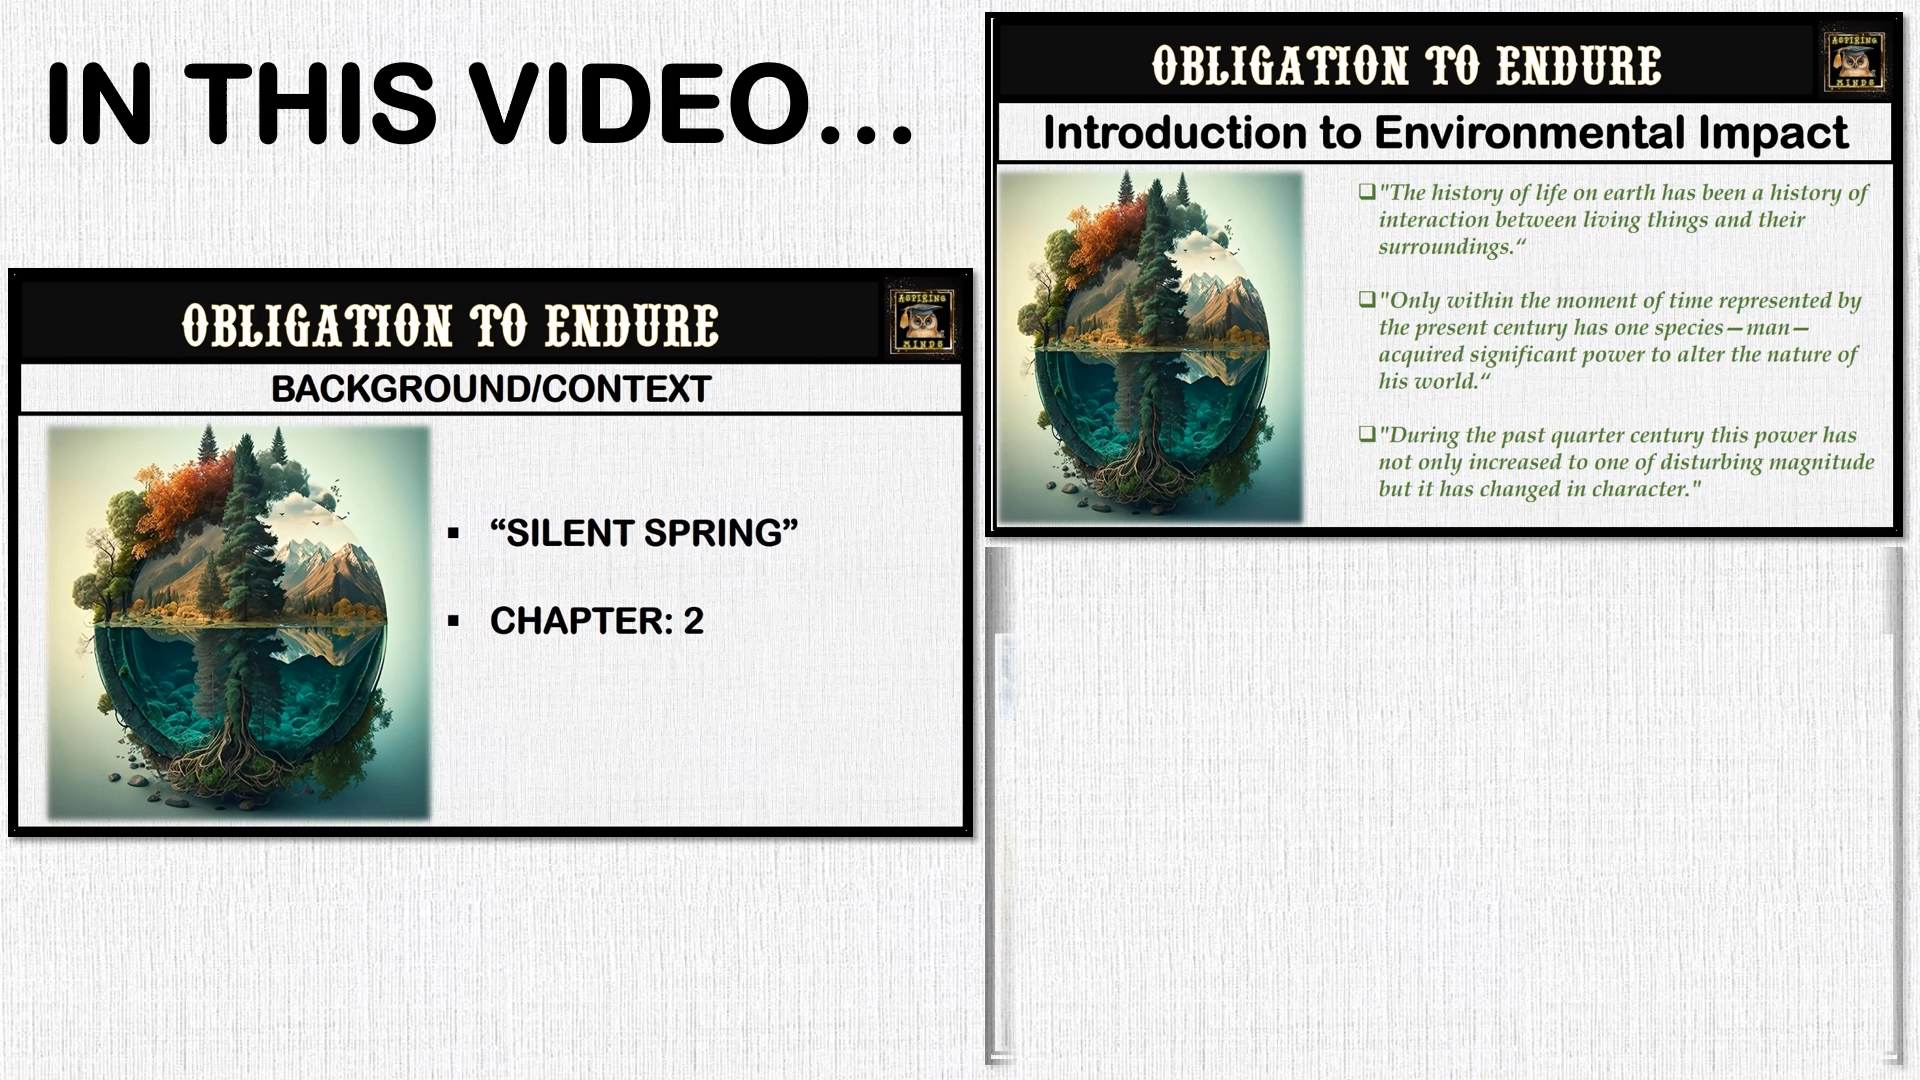 IN THIS VIDEO...
OBLIGATION TO ENDURE
ASPIRING
MINDS
BACKGROUND/CONTEXT
▪ “SILENT SPRING”
▪ CHAPTER: 2
OBLIGATION TO ENDURE
ASPIRING
MINDS
Introduction to Environmental Impact
❑"The history of life on earth has been a history of
interaction between living things and their
surroundings.“
❑"Only within the moment of time represented by
the present century has one species—man—
acquired significant power to alter the nature of
his world.“
❑"During the past quarter century this power has
not only increased to one of disturbing magnitude
but it has changed in character."